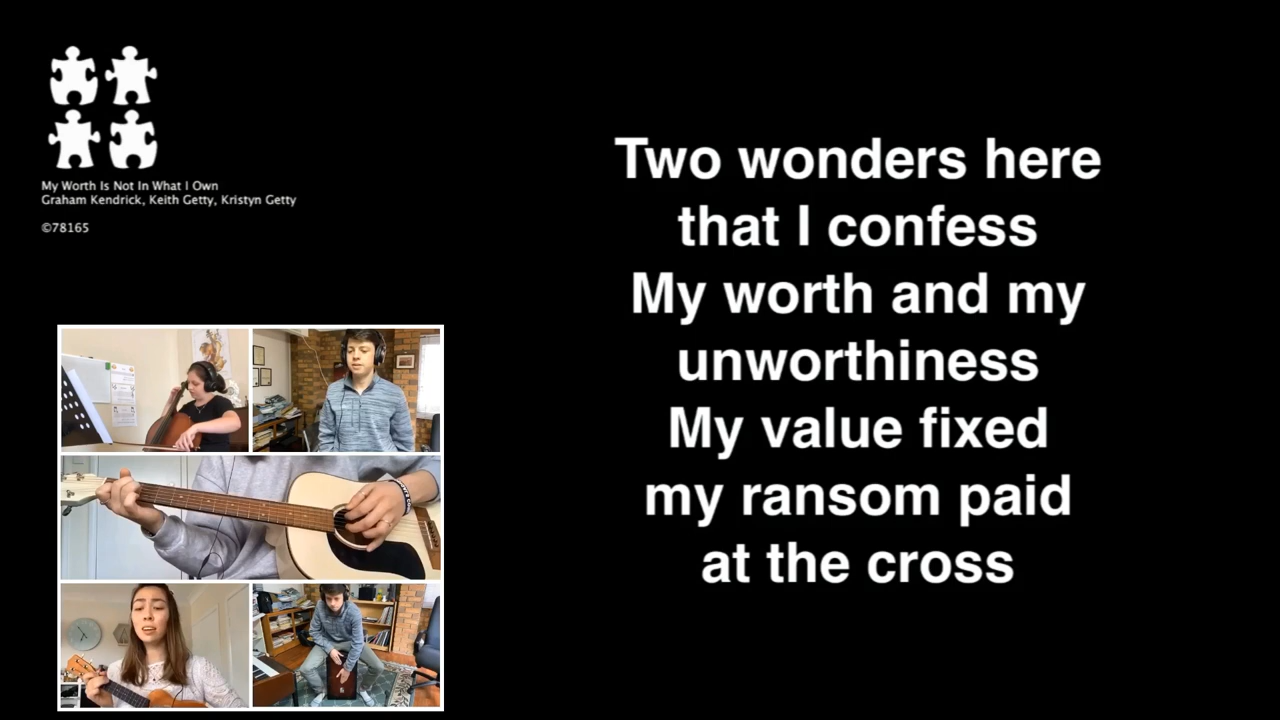 My Worth Is Not In What I Own
Graham Kendrick, Keith Getty, Kristyn Getty
©78165
Two wonders here
that I confess
My worth and my
unworthiness
My value fixed
my ransom paid
at the cross